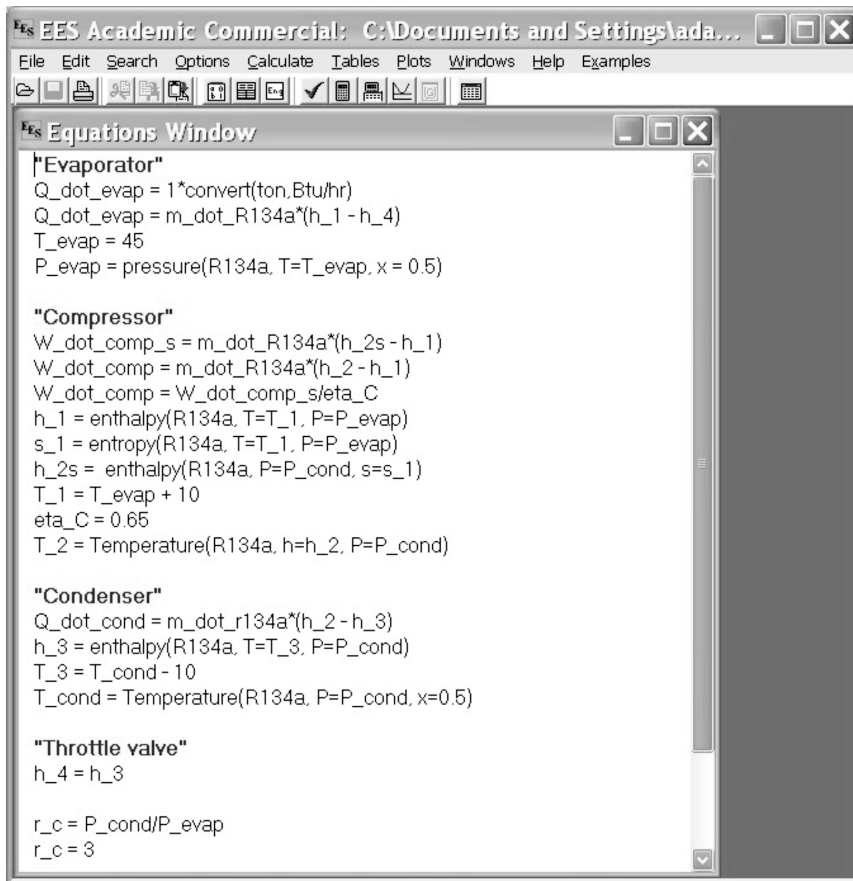 EES EES Academic Commercial: C:\Documents and Settings\ada...
File Edit Search Options Calculate Tables Plots Windows Help Examples
EES Equations Window
"Evaporator"
Q_dot_evap = 1*convert(ton,Btu/hr)
Q_dot_evap = m_dot_R134a*(h_1 - h_4)
T_evap = 45
P_evap = pressure(R134a, T=T_evap, x = 0.5)
"Compressor"
W_dot_comp_s = m_dot_R134a*(h_2s - h_1)
W_dot_comp = m_dot_R134a*(h_2 - h_1)
W_dot_comp = W_dot_comp_s/eta_C
h_1 = enthalpy(R134a, T=T_1, P=P_evap)
s_1 = entropy(R134a, T=T_1, P=P_evap)
h_2s =  enthalpy(R134a, P=P_cond, s=s_1)
T_1 = T_evap + 10
eta_C = 0.65
T_2 = Temperature(R134a, h=h_2, P=P_cond)
"Condenser"
Q_dot_cond = m_dot_r134a*(h_2 - h_3)
h_3 = enthalpy(R134a, T=T_3, P=P_cond)
T_3 = T_cond - 10
T_cond = Temperature(R134a, P=P_cond, x=0.5)
"Throttle valve"
h_4 = h_3
r_c = P_cond/P_evap
r_c = 3